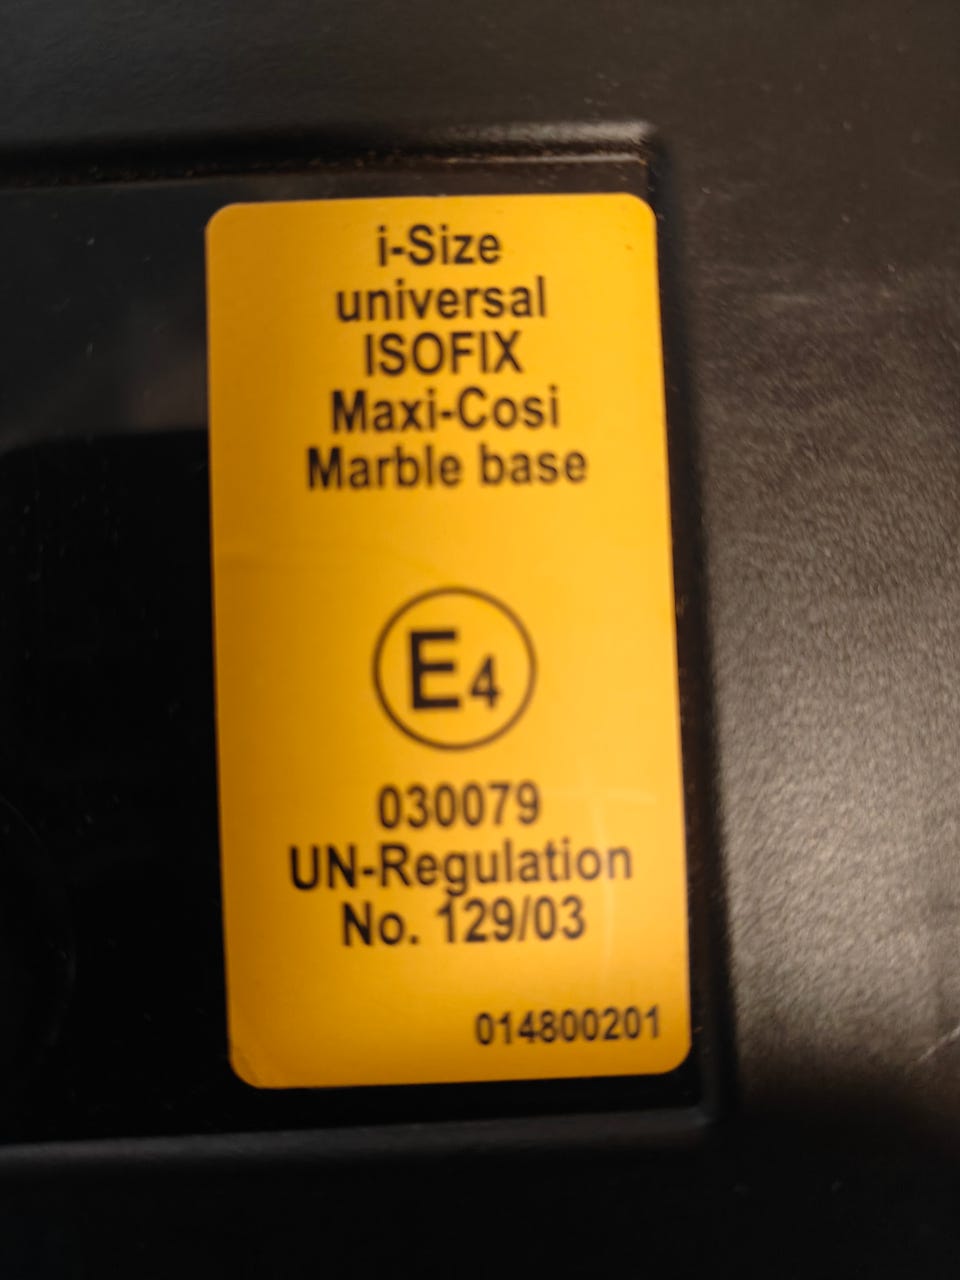 i-Size
universal
ISOFIX
Maxi-Cosi
Marble base
E4
030079
UN-Regulation
No. 129/03
014800201